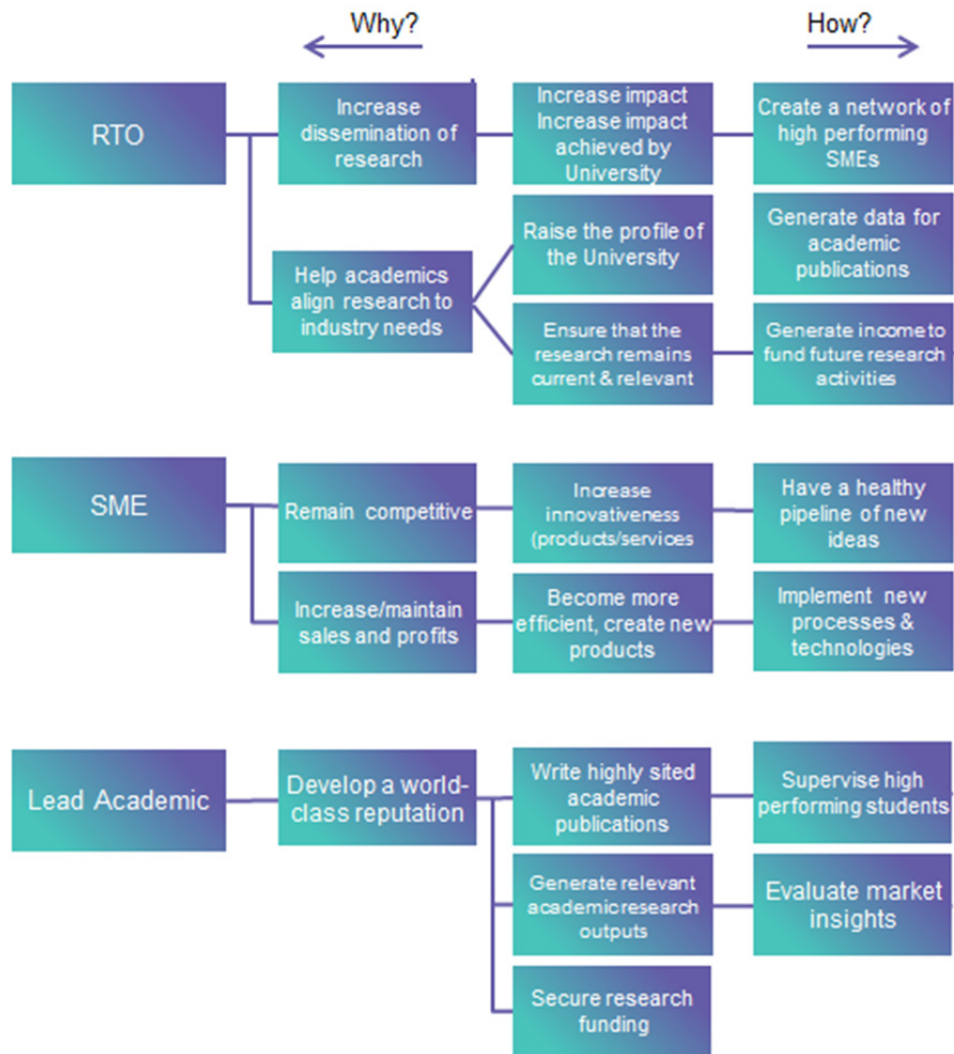 Why?
How?
RTO
Increase
dissemination of
research
Increase impact
Increase impact
achieved by
University
Create a network of
high performing
SMEs
Raise the profile of
the University
Generate data for
academic
publications
Help academics
align research to
industry needs
Ensure that the
research remains
current & relevant
Generate income to
fund future research
activities
SME
Remain competitive
Increase
innovativeness
(products/services
Have a healthy
pipeline of new
ideas
Increase/maintain
sales and profits
Become more
efficient, create new
products
Implement new
processes &
technologies
Lead Academic
Develop a world-
class reputation
Write highly sited
academic
publications
Supervise high
performing students
Generate relevant
academic research
outputs
Evaluate market
insights
Secure research
funding